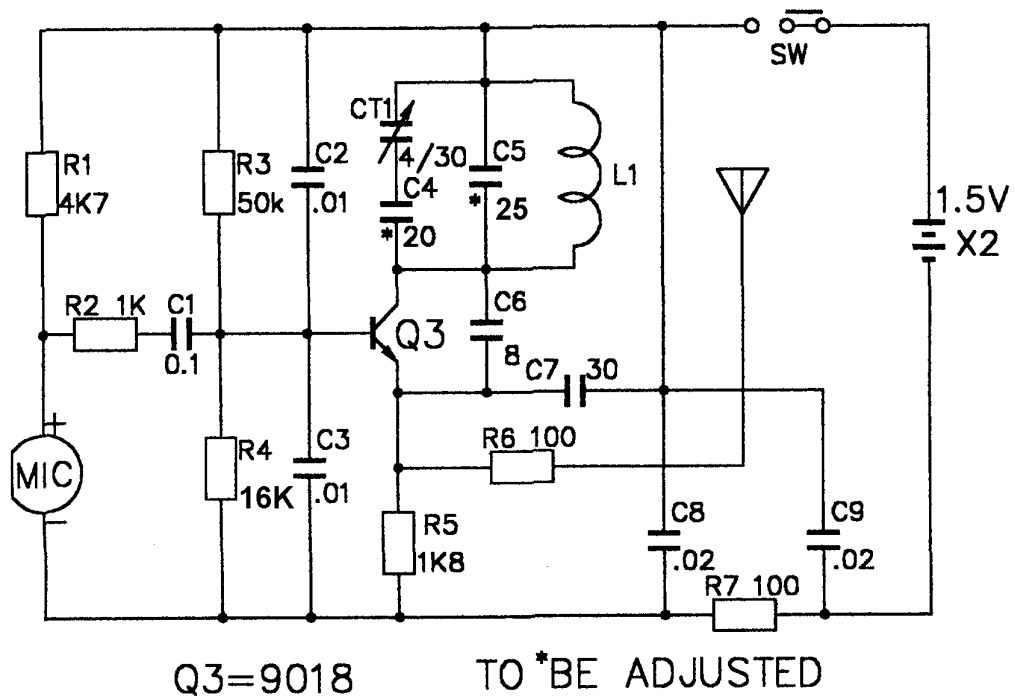 SW
CT1
4/30
C5
* 25
L1
R1
4K7
R3
50k
C2
.01
C4
* 20
1.5V
X2
R2 1K
C1
0.1
Q3
C6
8
C7 30
MIC
+
−
R4
16K
C3
.01
R6 100
R5
1K8
C8
.02
C9
.02
R7 100
Q3=9018
TO *BE ADJUSTED